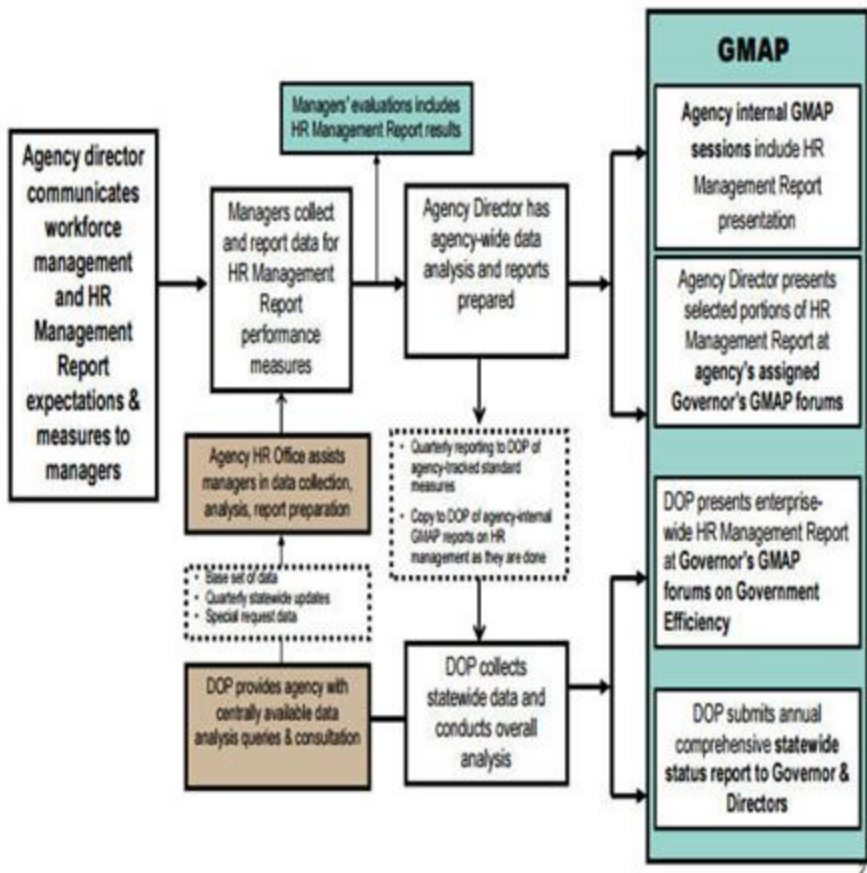 Agency director
communicates
workforce
management
and HR
Management
Report
expectations &
measures to
managers
Managers' evaluations includes
HR Management Report results
Managers collect
and report data for
HR Management
Report
performance
measures
Agency Director has
agency-wide data
analysis and reports
prepared
Agency HR Office assists
managers in data collection,
analysis, report preparation
• Base set of data
• Quarterly statewide updates
• Special request data
DOP provides agency with
centrally available data
analysis queries & consultation
• Quarterly reporting to DOP of
agency-tracked standard
measures
• Copy to DOP of agency-internal
GMAP reports on HR
management as they are done
DOP collects
statewide data and
conducts overall
analysis
GMAP
Agency internal GMAP
sessions include HR
Management Report
presentation
Agency Director presents
selected portions of HR
Management Report at
agency's assigned
Governor's GMAP forums
DOP presents enterprise-
wide HR Management Report
at Governor's GMAP
forums on Government
Efficiency
DOP submits annual
comprehensive statewide
status report to Governor &
Directors